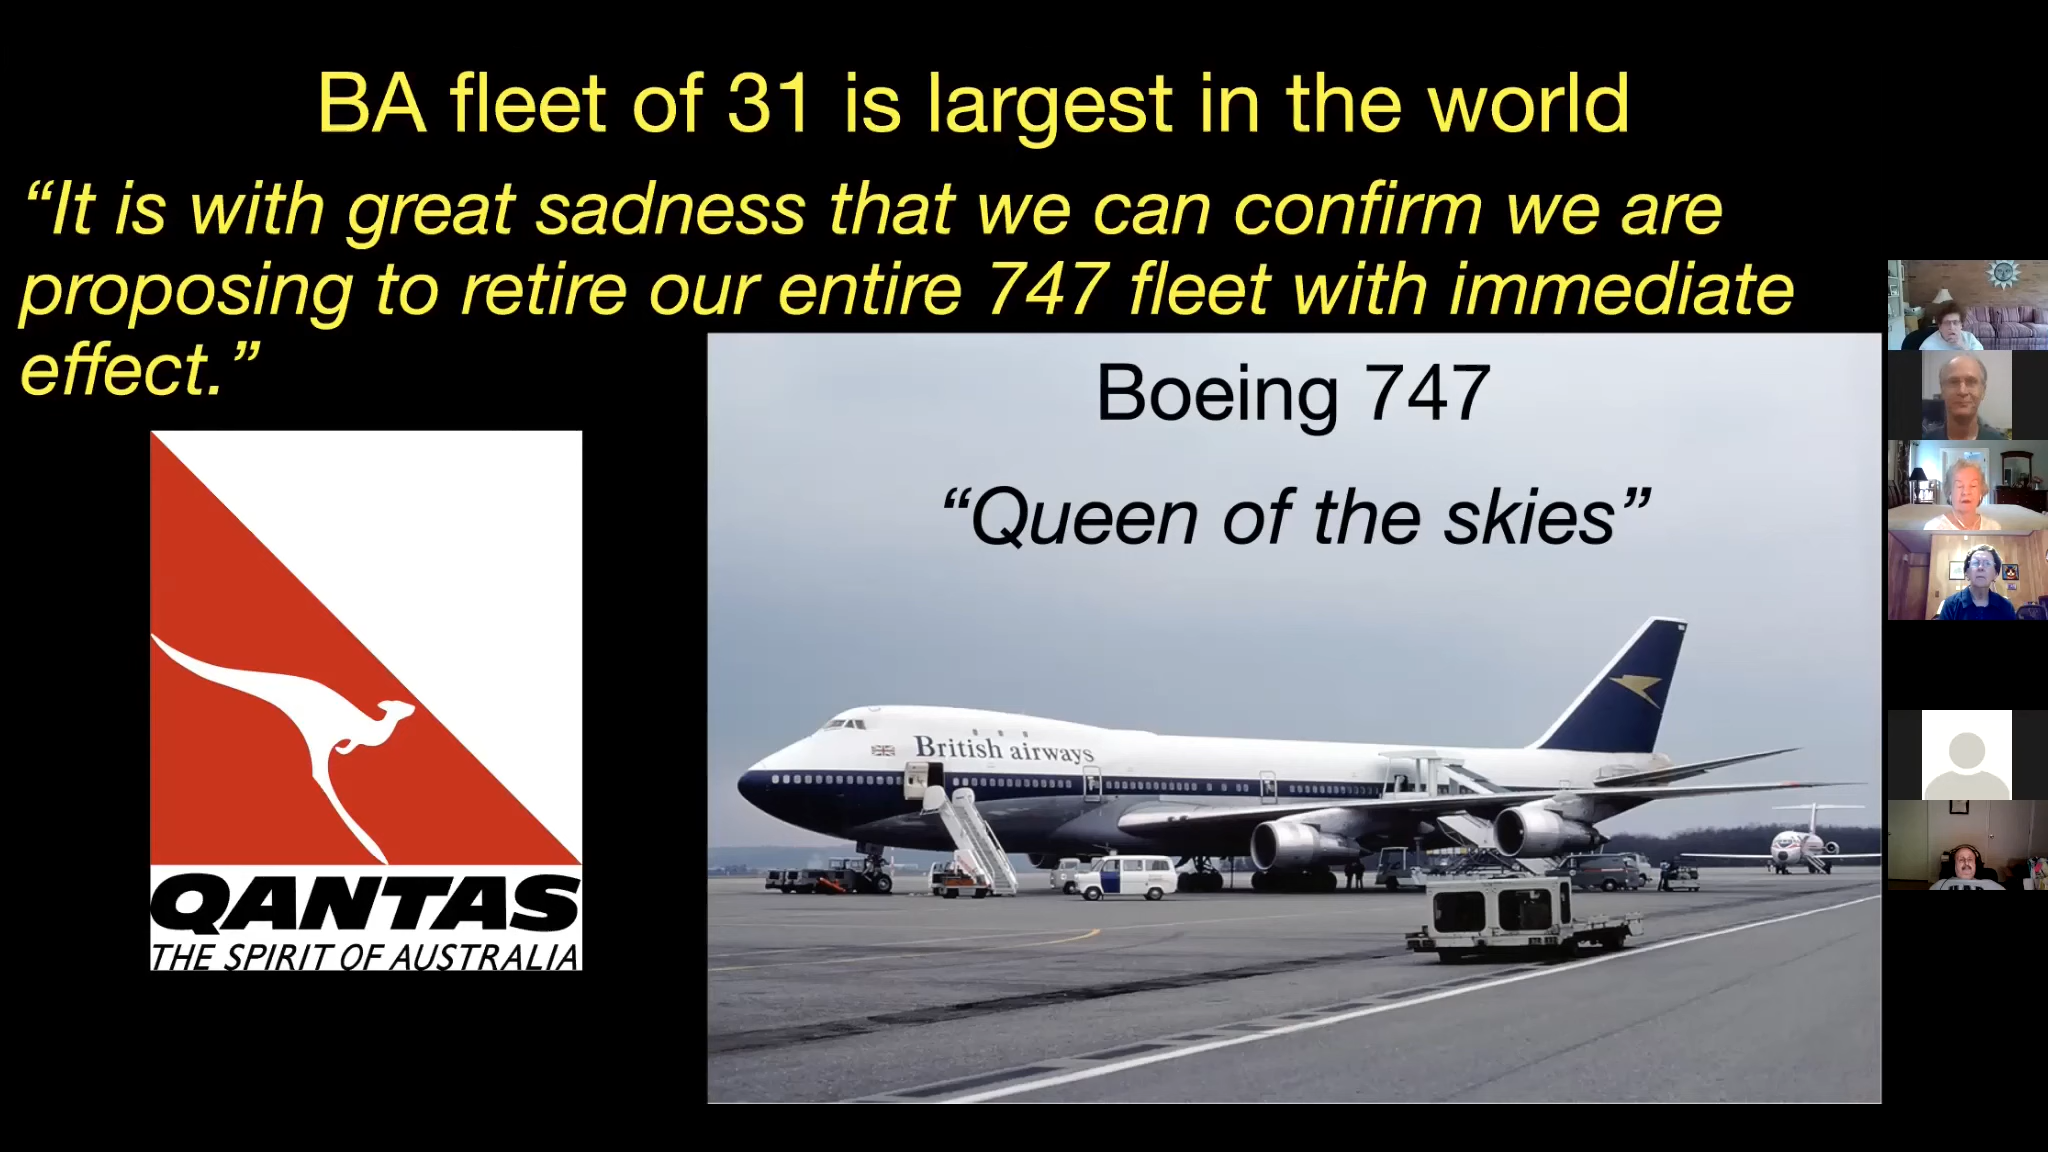 BA fleet of 31 is largest in the world
“It is with great sadness that we can confirm we are
proposing to retire our entire 747 fleet with immediate
effect.”
Boeing 747
“Queen of the skies”
British airways
QANTAS
THE SPIRIT OF AUSTRALIA